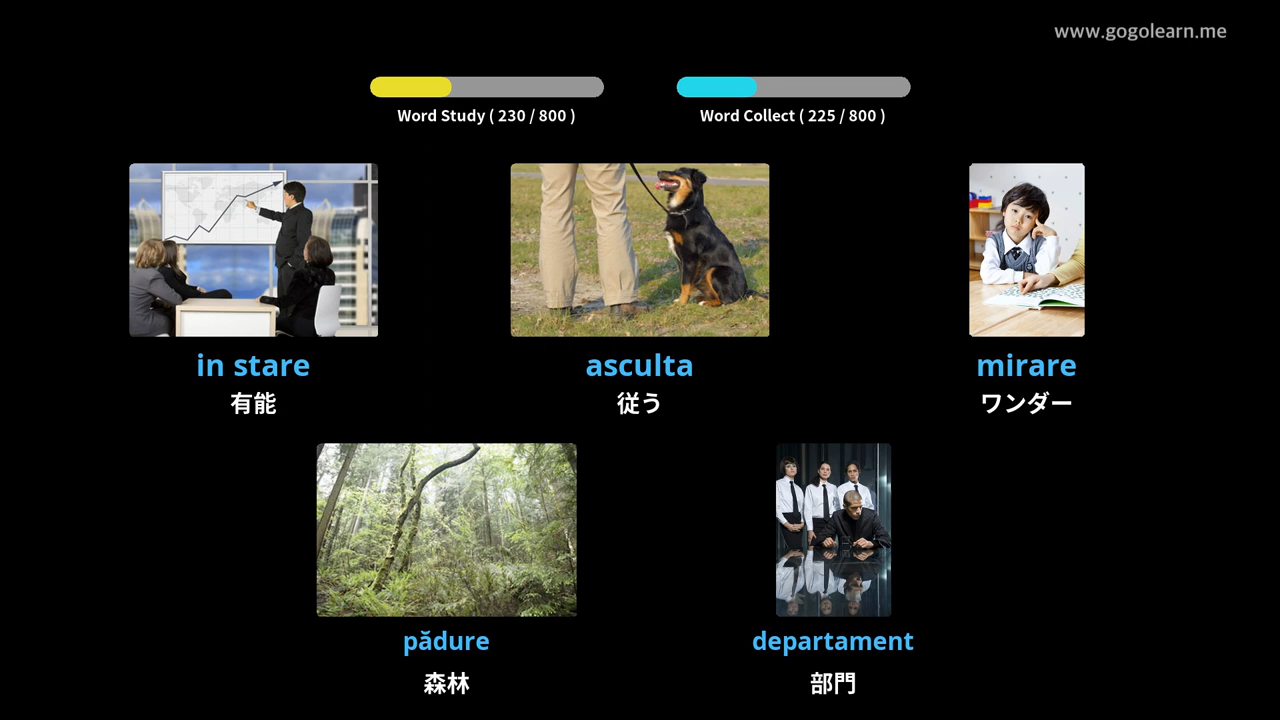 www.gogolearn.me
Word Study ( 230 / 800 )
Word Collect ( 225 / 800 )
in stare
有能
asculta
従う
mirare
ワンダー
pădure
森林
departament
部門